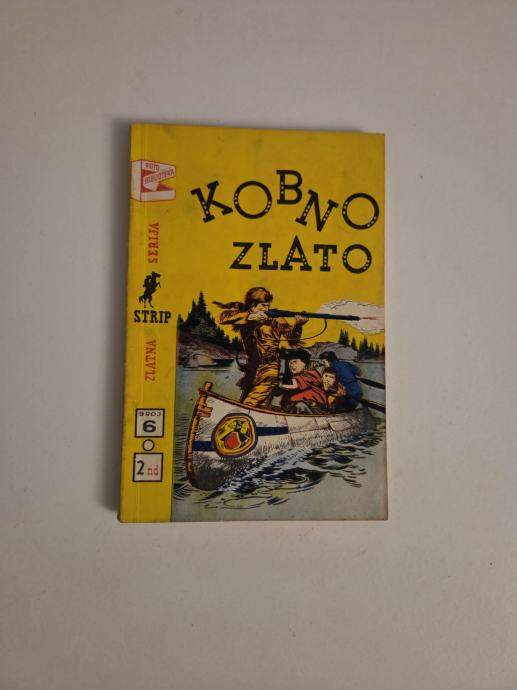 ROTO
BIBLIOTEKA
KOBNO
ZLATO
ZLATNA SERIJA
STRIP
BROJ
6
2 nd